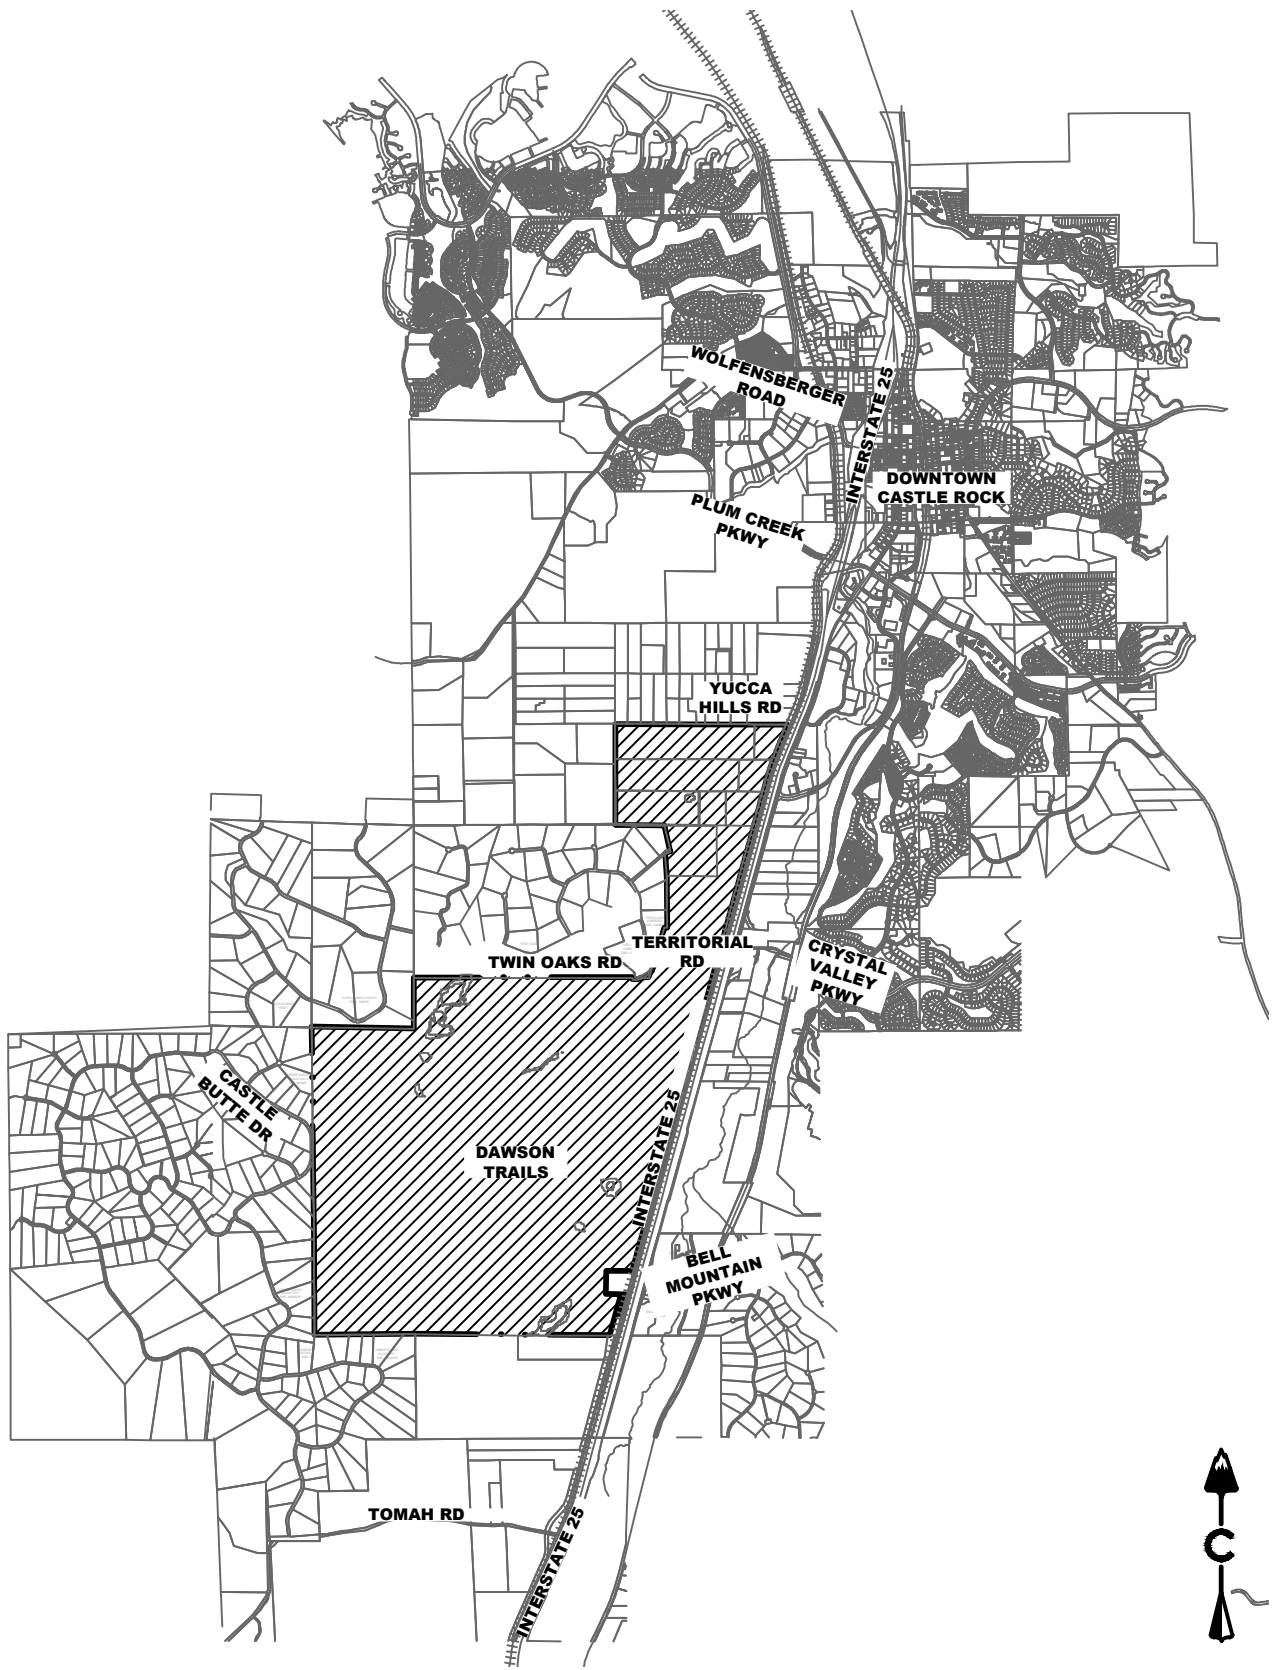 WOLFENSBERGER
ROAD
INTERSTATE 25
DOWNTOWN
CASTLE ROCK
PLUM CREEK
PKWY
YUCCA
HILLS RD
TERRITORIAL
RD
TWIN OAKS RD
CRYSTAL
VALLEY
PKWY
CASTLE
BUTTE DR
INTERSTATE 25
DAWSON
TRAILS
BELL
MOUNTAIN
PKWY
TOMAH RD
INTERSTATE 25
C